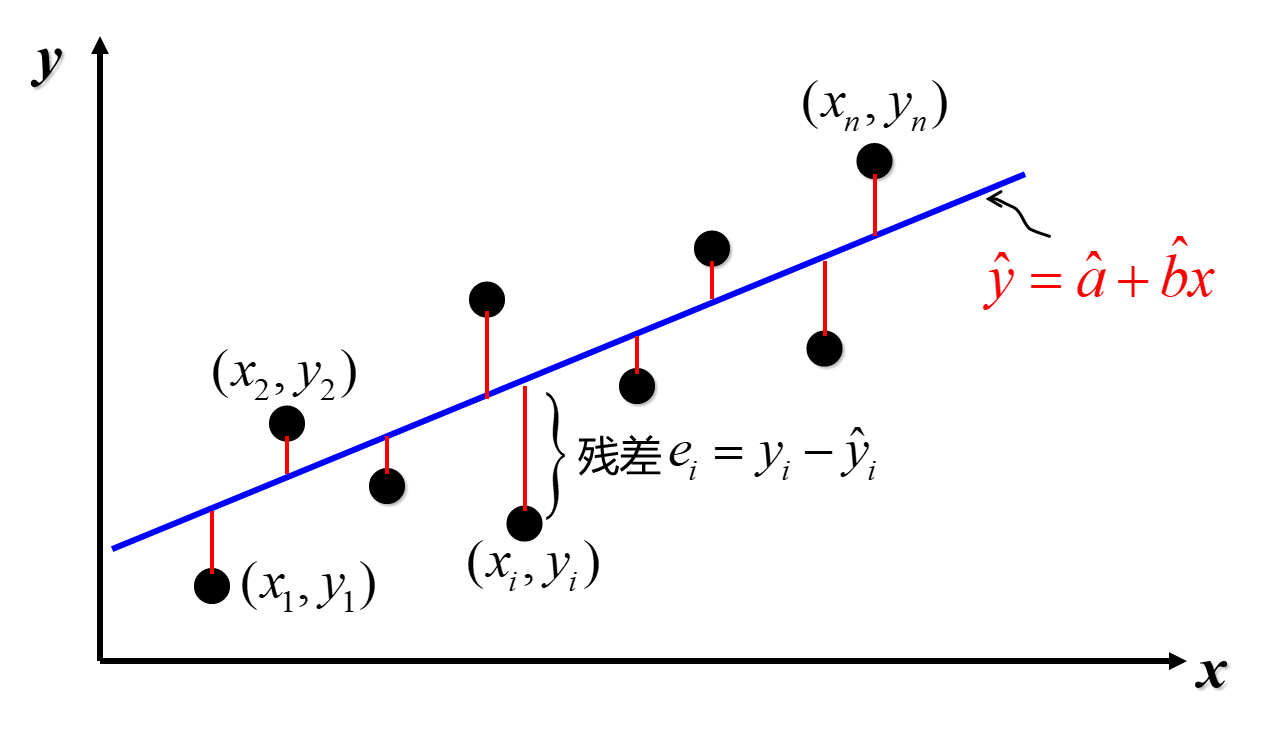 y
(xₙ, yₙ)
ŷ = â + b̂x
(x₂, y₂)
残差 eᵢ = yᵢ − ŷᵢ
(xᵢ, yᵢ)
(x₁, y₁)
x